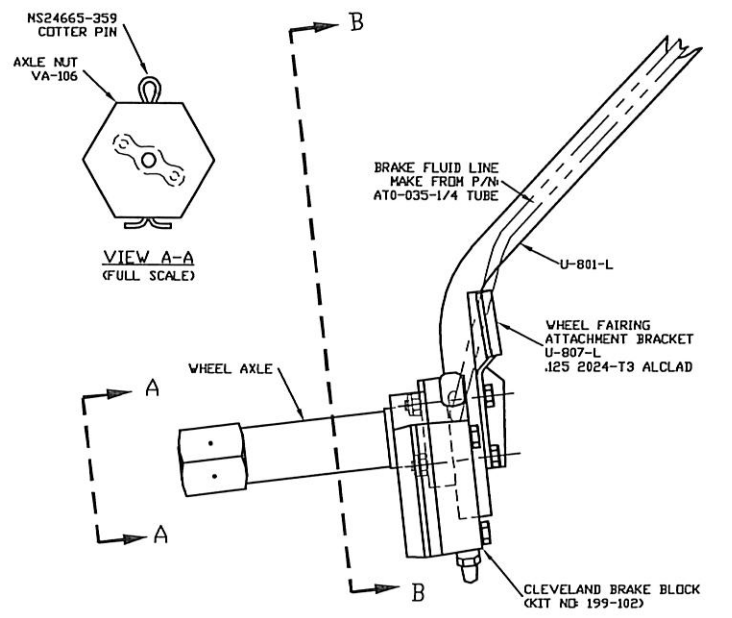 MS24665-359
COTTER PIN
AXLE NUT
VA-106
VIEW A-A
(FULL SCALE)
B
BRAKE FLUID LINE
MAKE FROM P/N:
AT0-035-1/4 TUBE
U-801-L
WHEEL FAIRING
ATTACHMENT BRACKET
U-807-L
.125 2024-T3 ALCLAD
WHEEL AXLE
A
A
B
CLEVELAND BRAKE BLOCK
(KIT NO: 199-102)